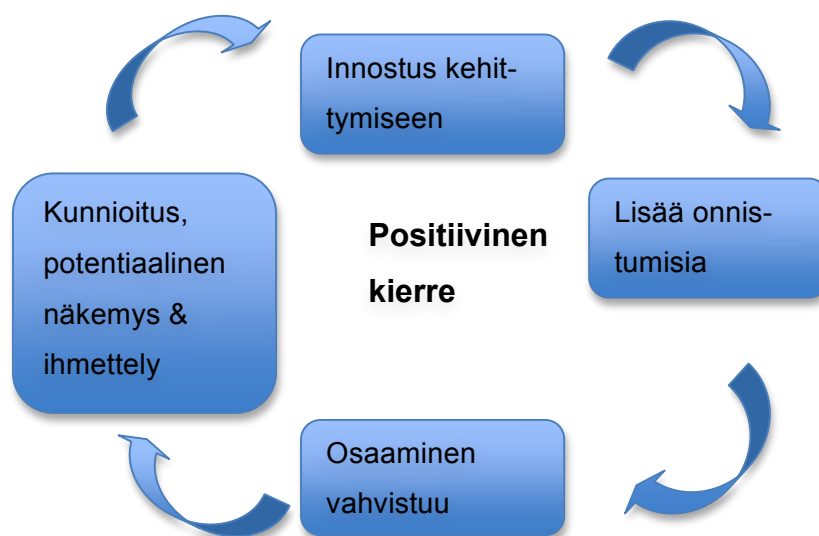 Innostus kehit-
tymiseen
Lisää onnis-
tumisia
Osaaminen
vahvistuu
Kunnioitus,
potentiaalinen
näkemys &
ihmettely
Positiivinen
kierre